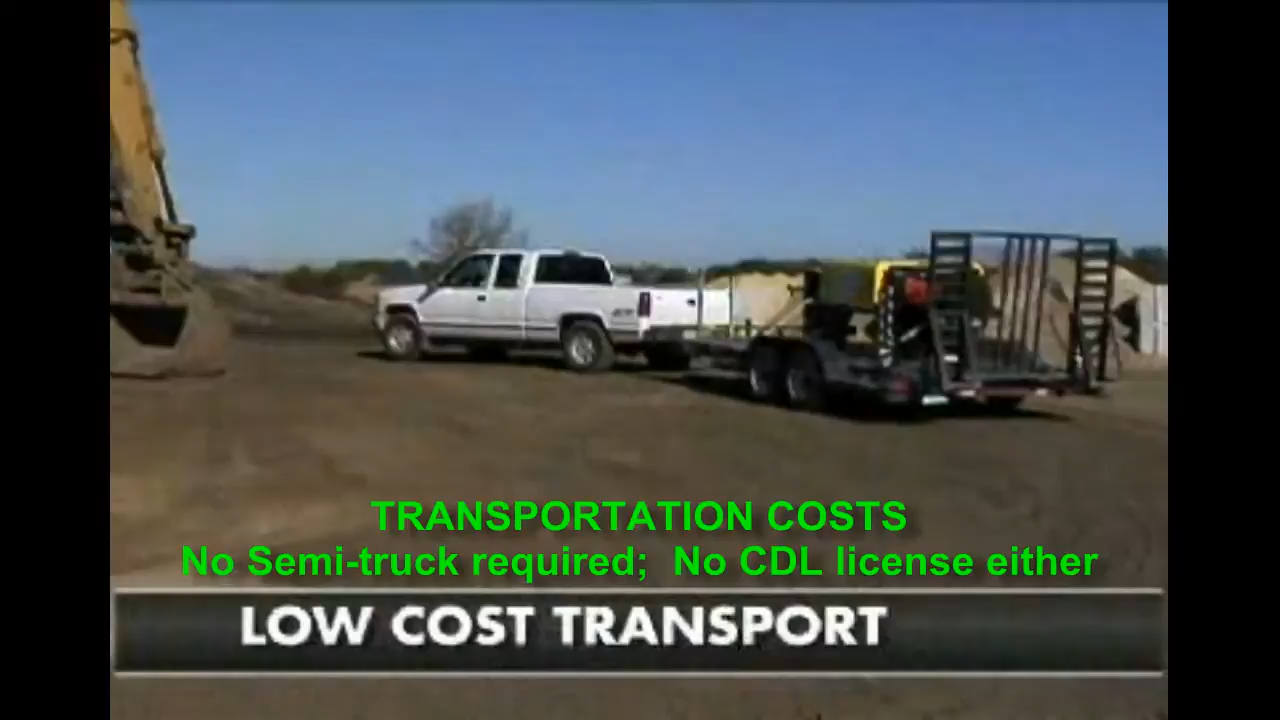 TRANSPORTATION COSTS
No Semi-truck required;  No CDL license either
LOW COST TRANSPORT